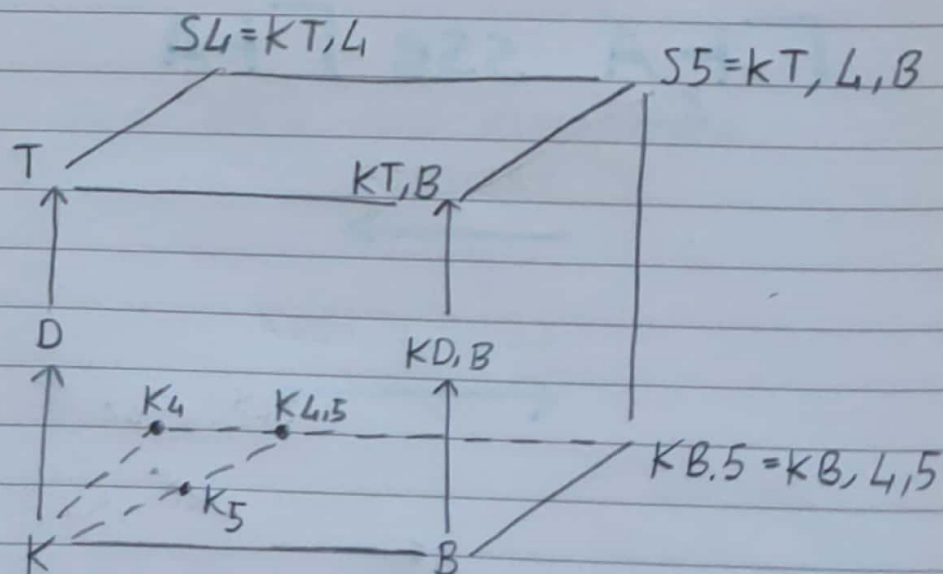 S4=KT,4
S5=KT, 4, B
T
KT,B
D
KD,B
K4
K4,5
KB.5 =KB, 4,5
K5
K
B